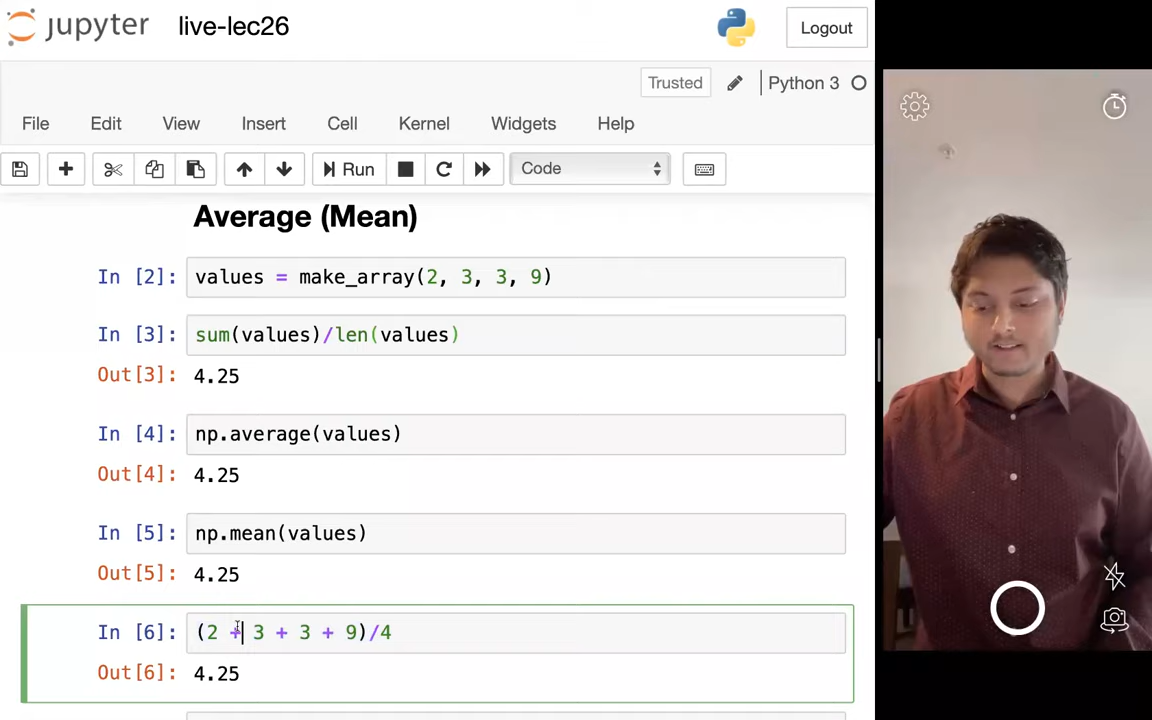 jupyter live-lec26 Logout
Trusted Python 3
File Edit View Insert Cell Kernel Widgets Help
Run Code
Average (Mean)
In [2]: values = make_array(2, 3, 3, 9)
In [3]: sum(values)/len(values)
Out[3]: 4.25
In [4]: np.average(values)
Out[4]: 4.25
In [5]: np.mean(values)
Out[5]: 4.25
In [6]: (2 + 3 + 3 + 9)/4
Out[6]: 4.25